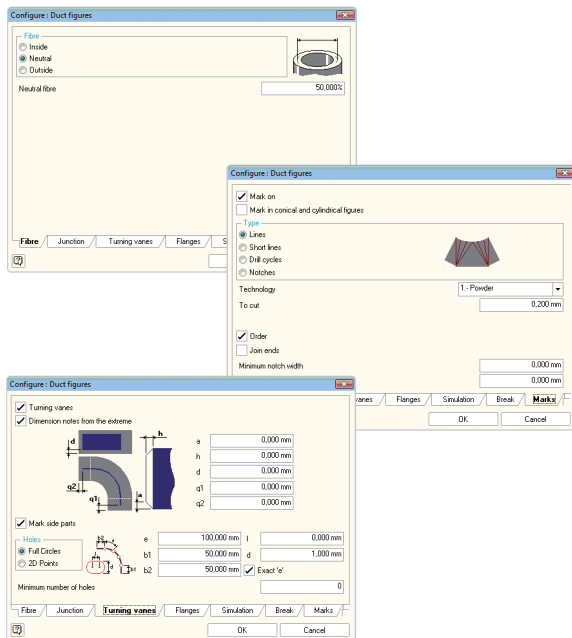 Configure : Duct figures
Fibre
Inside
Neutral
Outside
Neutral fibre 50,000%
Fibre Junction Turning vanes Flanges S
Configure : Duct figures
Mark on
Mark in conical and cylindrical figures
Type
Lines
Short lines
Drill cycles
Notches
Technology 1.- Powder
To cut 0,200 mm
Order
Join ends
Minimum notch width 0,000 mm
0,000 mm
vanes Flanges Simulation Break Marks
OK Cancel
Configure : Duct figures
Turning vanes
Dimension notes from the extreme
d h q2 q1 a
a 0,000 mm
h 0,000 mm
d 0,000 mm
q1 0,000 mm
q2 0,000 mm
Mark side parts
Holes
Full Circles
2D Points
b2 e l d b1
e 100,000 mm l 0,000 mm
b1 50,000 mm d 1,000 mm
b2 50,000 mm Exact 'e'
Minimum number of holes 0
Fibre Junction Turning vanes Flanges Simulation Break Marks
OK Cancel